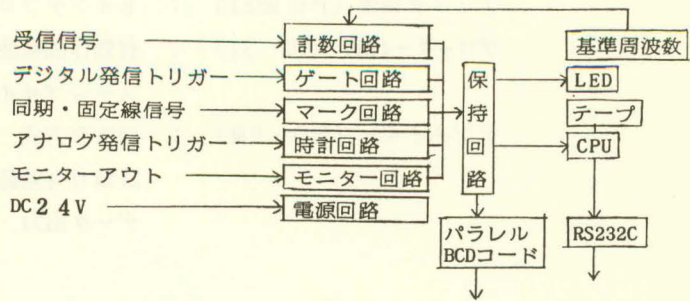 受信信号
計数回路
基準周波数
デジタル発信トリガー
ゲート回路
LED
同期・固定線信号
マーク回路
保持回路
テープ
アナログ発信トリガー
時計回路
CPU
モニターアウト
モニター回路
DC24V
電源回路
パラレル
BCDコード
RS232C